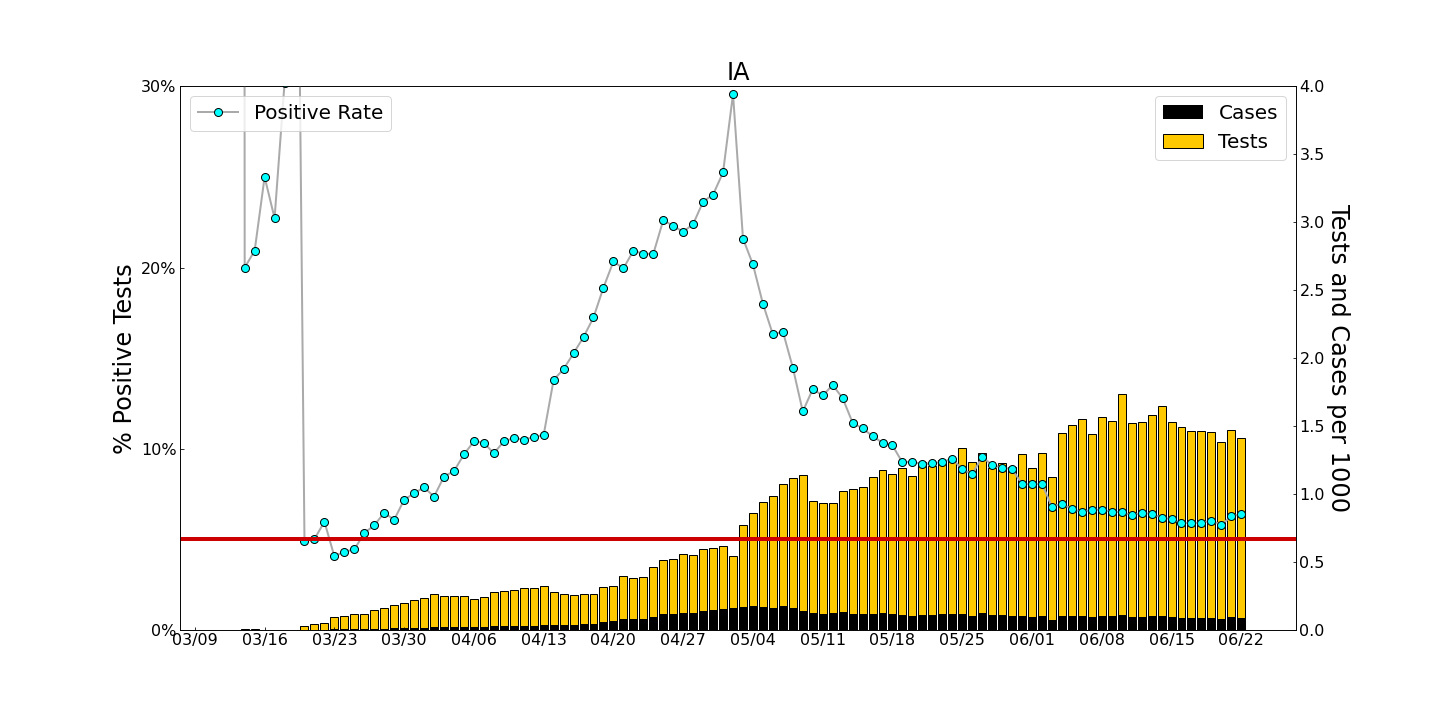 IA
30%
20%
10%
0%
% Positive Tests
Positive Rate
Cases
Tests
4.0
3.5
3.0
2.5
2.0
1.5
1.0
0.5
0.0
Tests and Cases per 1000
03/09 03/16 03/23 03/30 04/06 04/13 04/20 04/27 05/04 05/11 05/18 05/25 06/01 06/08 06/15 06/22